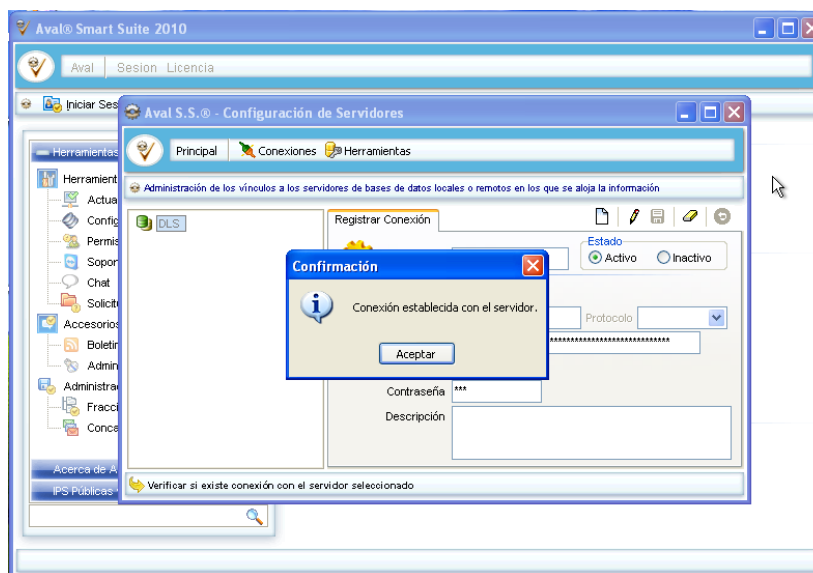 Aval® Smart Suite 2010
Aval Sesion Licencia
Iniciar Ses
Aval S.S.® - Configuración de Servidores
Principal Conexiones Herramientas
Administración de los vínculos a los servidores de bases de datos locales o remotos en los que se aloja la información
Herramientas
Herramient
Actua
Config
Permis
Sopor
Chat
Solicit
Accesorios
Boletir
Admin
Administra
Fracci
Conca
Acerca de A
IPS Públicas
DLS
Registrar Conexión
Estado
Activo Inactivo
Confirmación
Conexión establecida con el servidor.
Aceptar
Protocolo
Contraseña ***
Descripción
Verificar si existe conexión con el servidor seleccionado